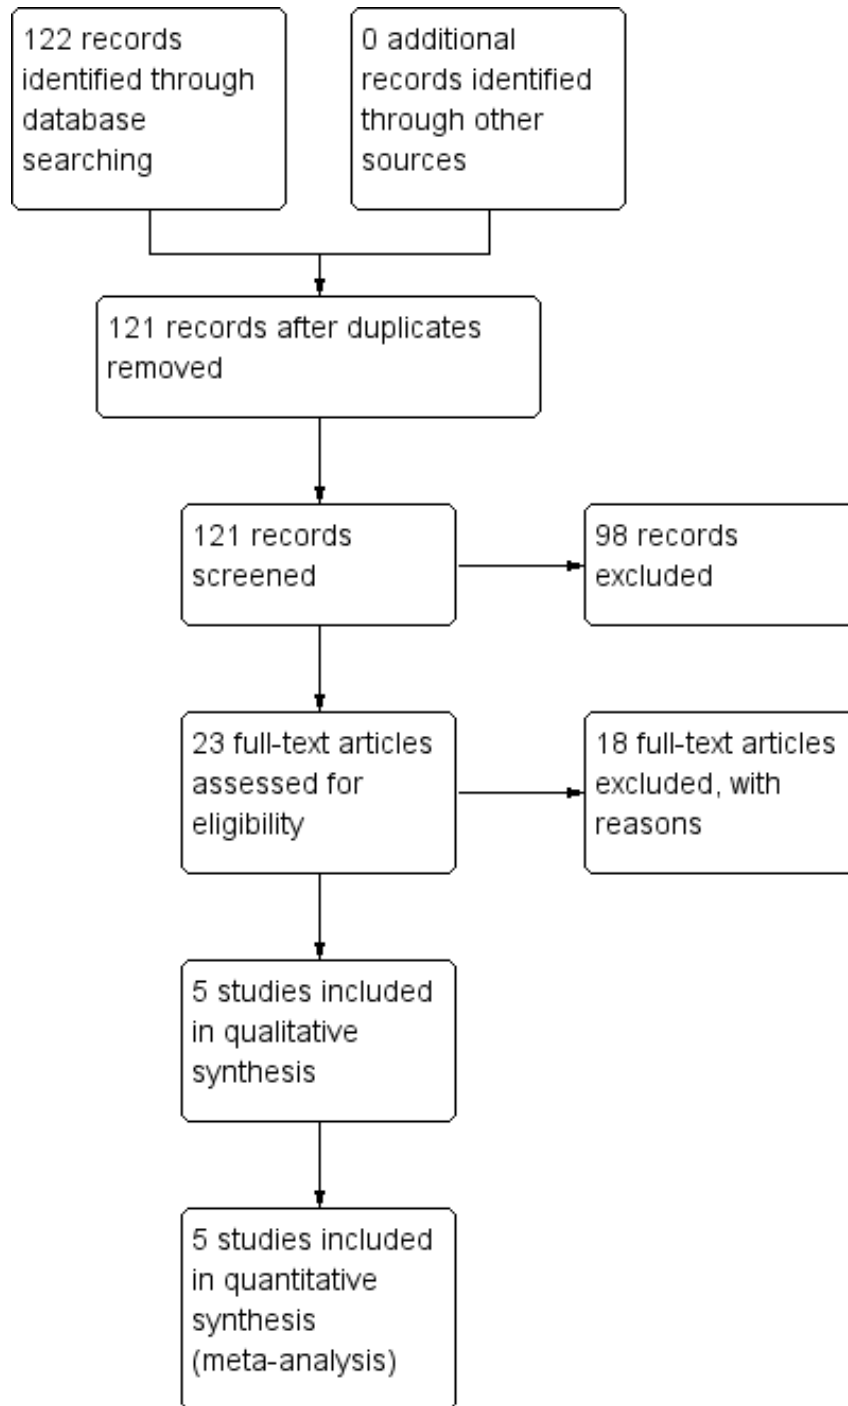 122 records
identified through
database
searching
0 additional
records identified
through other
sources
121 records after duplicates
removed
121 records
screened
98 records
excluded
23 full-text articles
assessed for
eligibility
18 full-text articles
excluded, with
reasons
5 studies included
in qualitative
synthesis
5 studies included
in quantitative
synthesis
(meta-analysis)